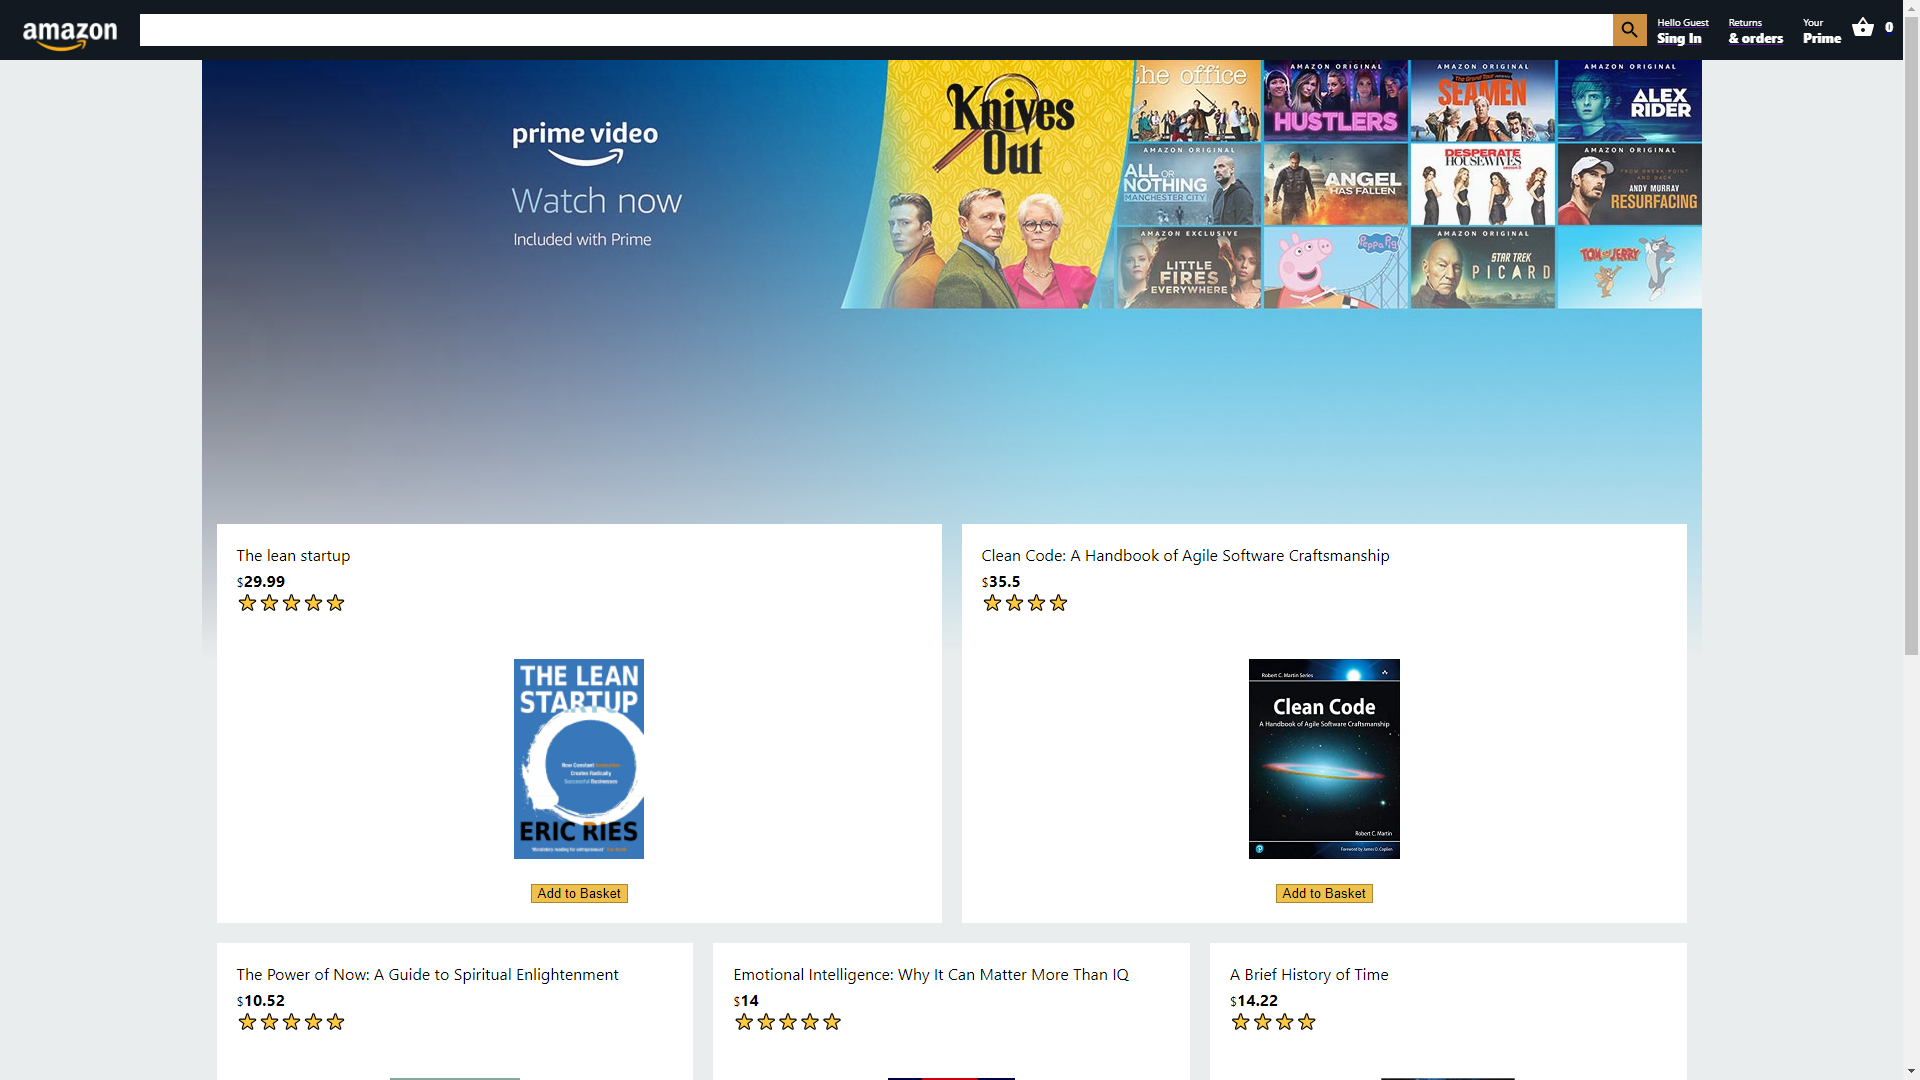 amazon
Hello Guest
Sing In
Returns
& orders
Your
Prime
0
prime video
Watch now
Included with Prime
Knives
Out
the office
AMAZON ORIGINAL
HUSTLERS
AMAZON ORIGINAL
The Grand Tour
SEAMEN
AMAZON ORIGINAL
ALEX
RIDER
AMAZON ORIGINAL
ALL OR
NOTHING
MANCHESTER CITY
ANGEL
HAS FALLEN
DESPERATE
HOUSEWIVES
AMAZON ORIGINAL
FROM BREAK POINT
AND BACK
ANDY MURRAY
RESURFACING
AMAZON EXCLUSIVE
LITTLE
FIRES
EVERYWHERE
Peppa Pig
AMAZON ORIGINAL
STAR TREK
PICARD
TOM and JERRY
The lean startup
$29.99
THE LEAN
STARTUP
How Constant Innovation
Creates Radically
Successful Businesses
ERIC RIES
Add to Basket
Clean Code: A Handbook of Agile Software Craftsmanship
$35.5
Robert C. Martin Series
Clean Code
A Handbook of Agile Software Craftsmanship
Robert C. Martin
Foreword by James O. Coplien
Add to Basket
The Power of Now: A Guide to Spiritual Enlightenment
$10.52
Emotional Intelligence: Why It Can Matter More Than IQ
$14
A Brief History of Time
$14.22